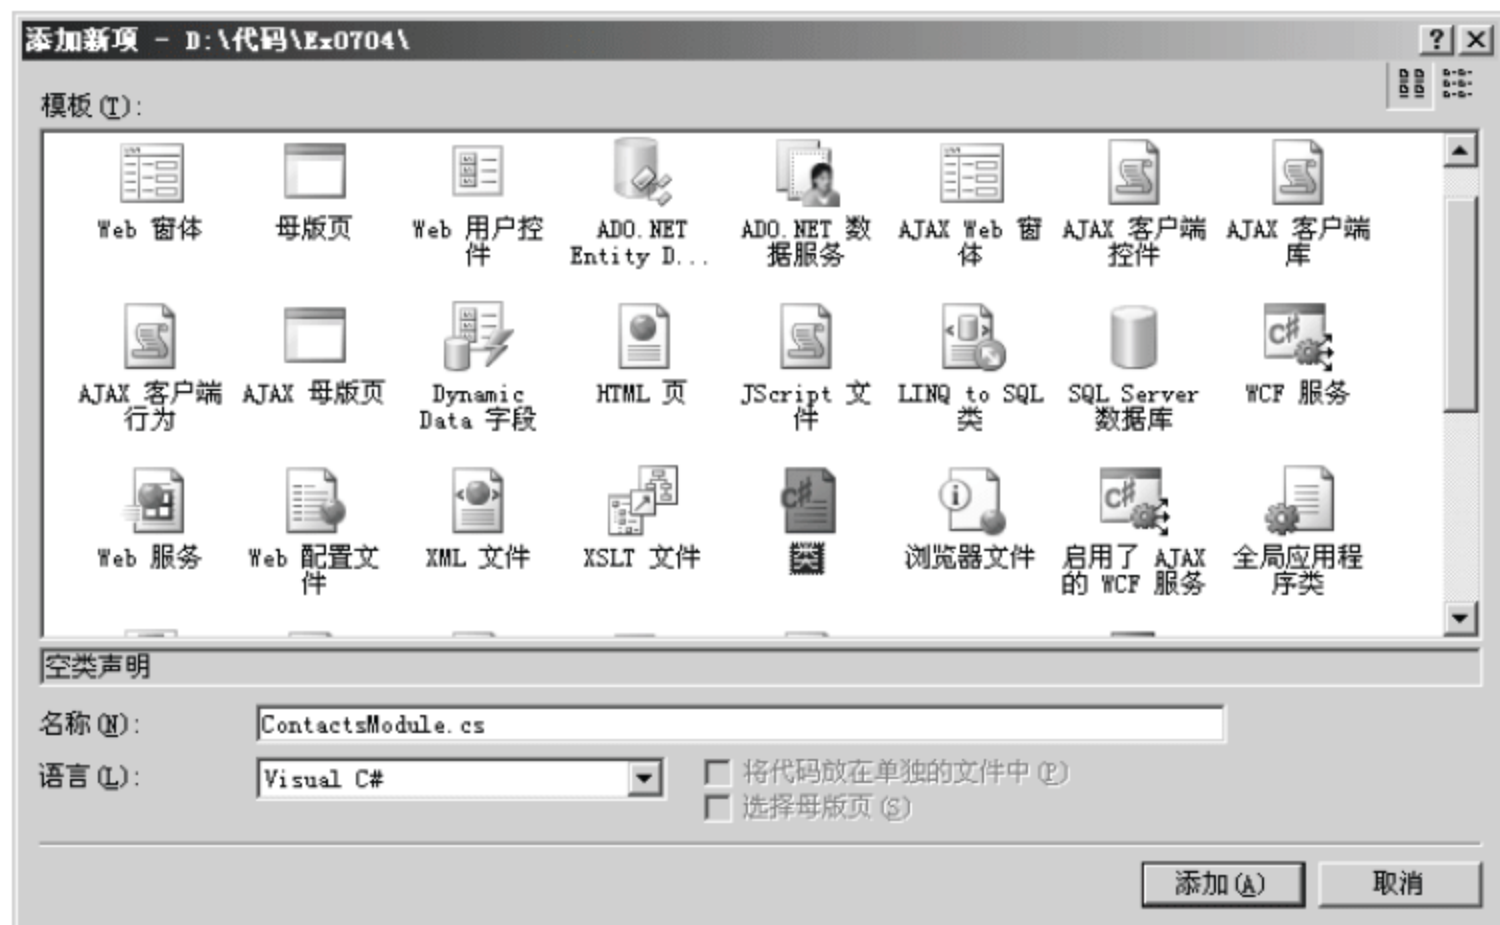 添加新项 - D:\代码\Ex0704\
模板(T):
Web 窗体
母版页
Web 用户控
件
ADO.NET
Entity D...
ADO.NET 数
据服务
AJAX Web 窗
体
AJAX 客户端
控件
AJAX 客户端
库
AJAX 客户端
行为
AJAX 母版页
Dynamic
Data 字段
HTML 页
JScript 文
件
LINQ to SQL
类
SQL Server
数据库
WCF 服务
Web 服务
Web 配置文
件
XML 文件
XSLT 文件
类
浏览器文件
启用了 AJAX
的 WCF 服务
全局应用程
序类
空类声明
名称(N):
ContactsModule.cs
语言(L):
Visual C#
将代码放在单独的文件中(P)
选择母版页(S)
添加(A)
取消